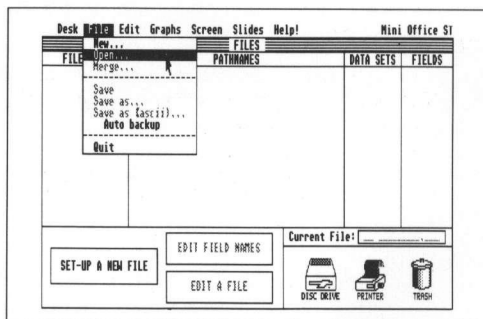 Desk File Edit Graphs Screen Slides Help! Mini Office ST
FILES
FILE PATHNAMES DATA SETS FIELDS
New...
Open...
Merge...
Save
Save as...
Save as (ascii)...
Auto backup
Quit
Current File: ________.___
SET-UP A NEW FILE
EDIT FIELD NAMES
EDIT A FILE
DISC DRIVE PRINTER TRASH